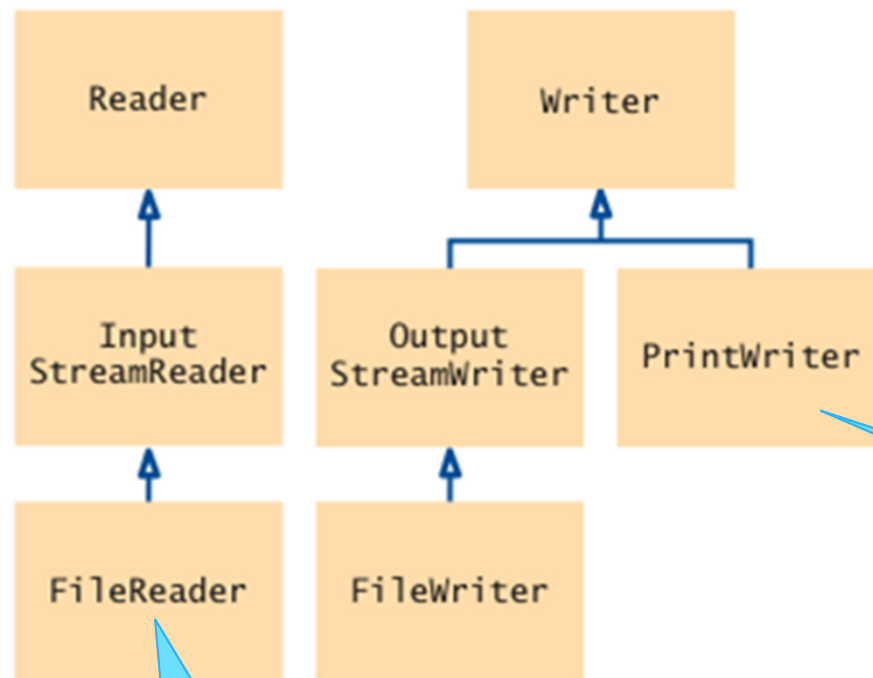 Reader
Writer
Input
StreamReader
Output
StreamWriter
PrintWriter
FileReader
FileWriter